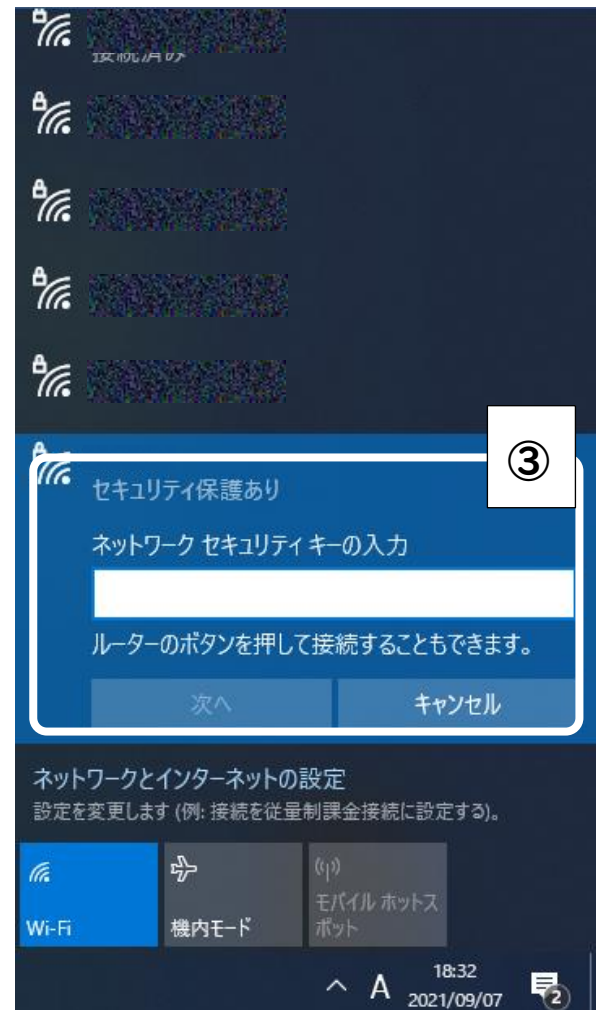 接続済み
③
セキュリティ保護あり
ネットワーク セキュリティ キーの入力
ルーターのボタンを押して接続することもできます。
次へ
キャンセル
ネットワークとインターネットの設定
設定を変更します (例: 接続を従量制課金接続に設定する)。
Wi-Fi
機内モード
モバイル ホットス
ポット
A
18:32
2021/09/07
2